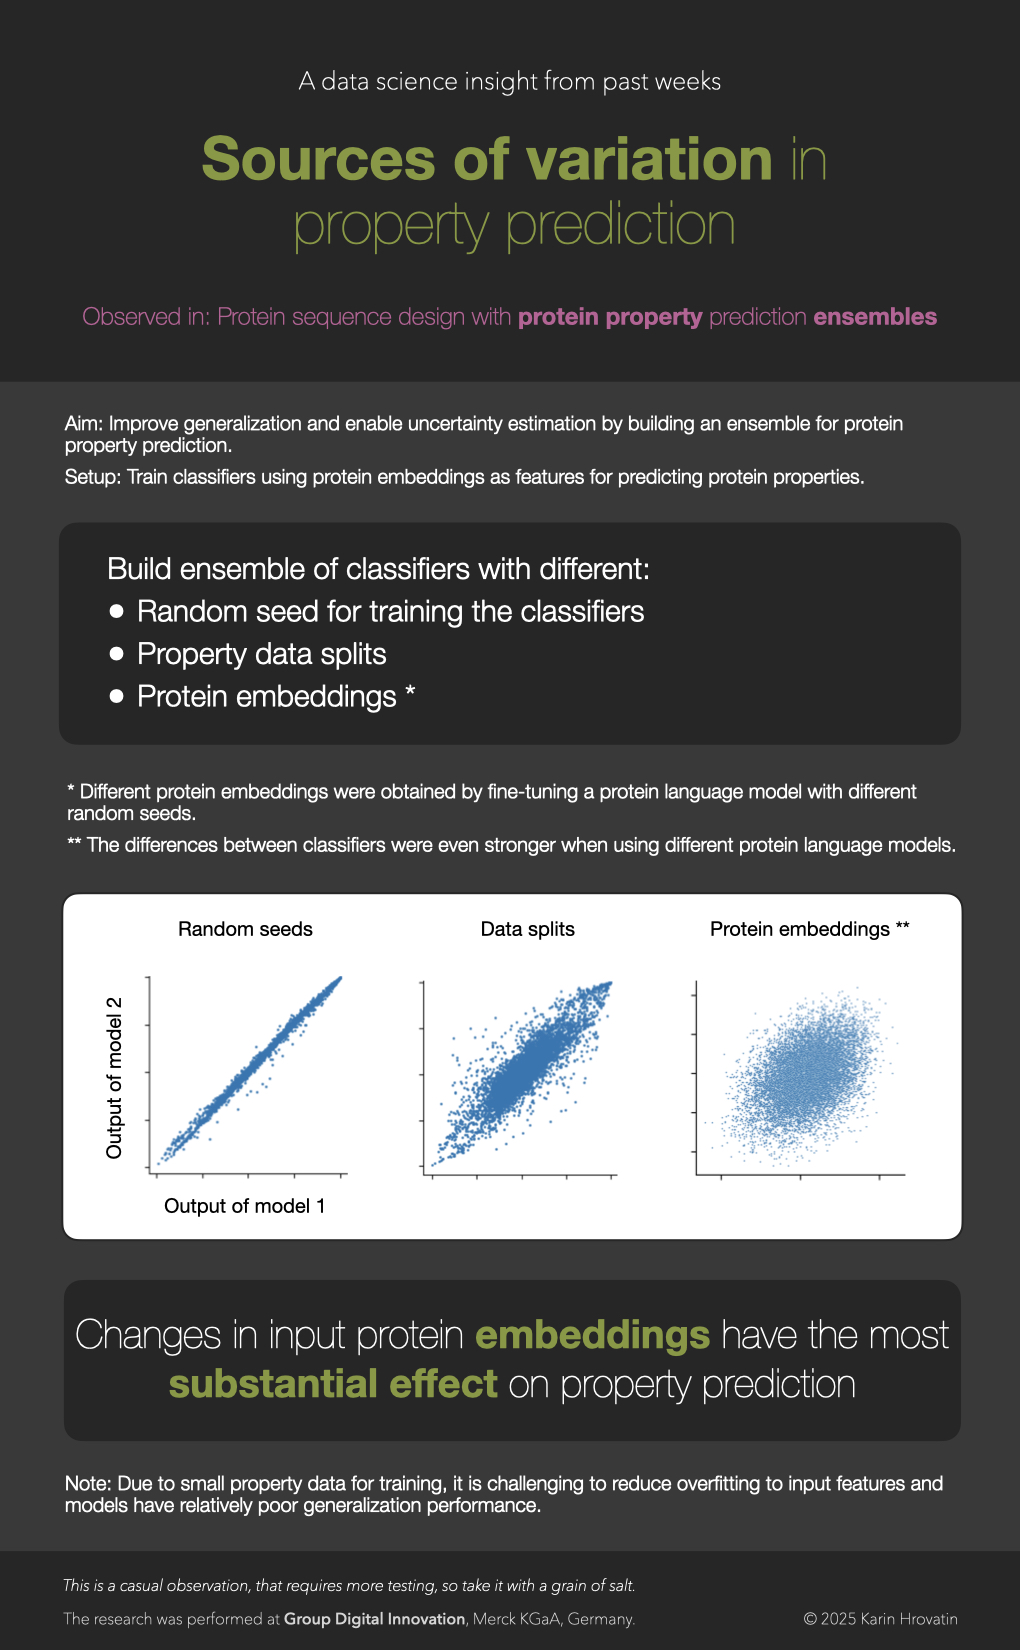 A data science insight from past weeks
Sources of variation in
property prediction
Observed in: Protein sequence design with protein property prediction ensembles
Aim: Improve generalization and enable uncertainty estimation by building an ensemble for protein
property prediction.
Setup: Train classifiers using protein embeddings as features for predicting protein properties.
Build ensemble of classifiers with different:
● Random seed for training the classifiers
● Property data splits
● Protein embeddings *
* Different protein embeddings were obtained by fine-tuning a protein language model with different
random seeds.
** The differences between classifiers were even stronger when using different protein language models.
Random seeds
Data splits
Protein embeddings **
Output of model 2
Output of model 1
Changes in input protein embeddings have the most
substantial effect on property prediction
Note: Due to small property data for training, it is challenging to reduce overfitting to input features and
models have relatively poor generalization performance.
This is a casual observation, that requires more testing, so take it with a grain of salt.
The research was performed at Group Digital Innovation, Merck KGaA, Germany.
© 2025 Karin Hrovatin